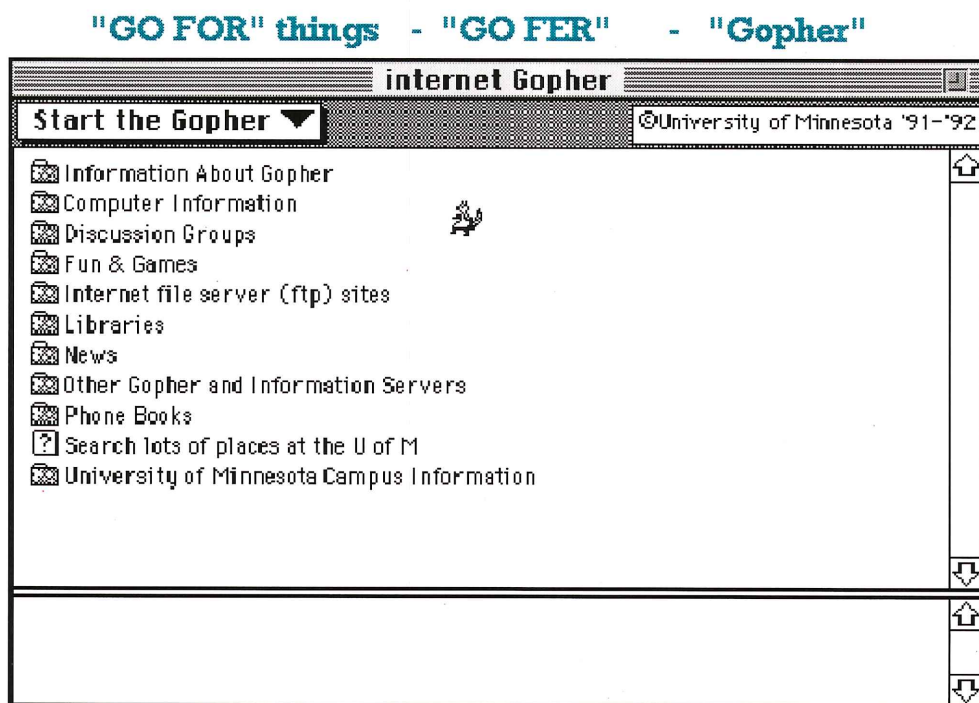 "GO FOR" things - "GO FER" - "Gopher"
internet Gopher
Start the Gopher ▼
©University of Minnesota '91-'92
Information About Gopher
Computer Information
Discussion Groups
Fun & Games
Internet file server (ftp) sites
Libraries
News
Other Gopher and Information Servers
Phone Books
? Search lots of places at the U of M
University of Minnesota Campus Information